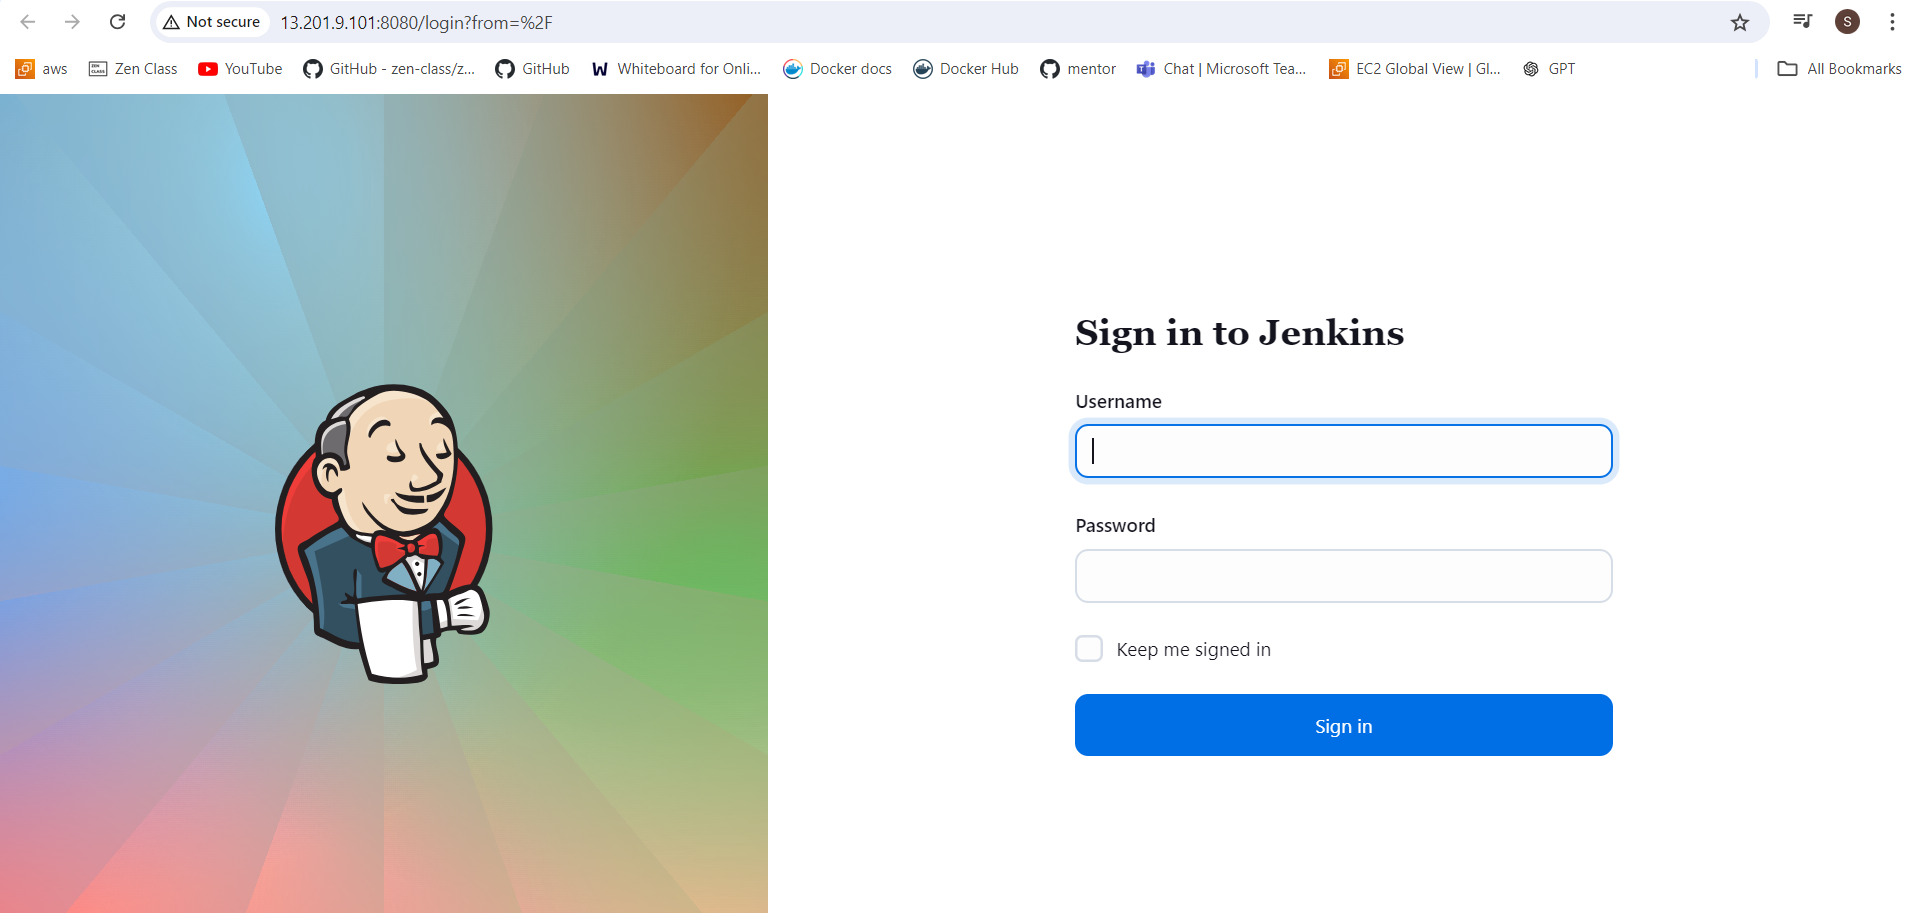 Not secure 13.201.9.101:8080/login?from=%2F S
aws ZEN CLASS Zen Class YouTube GitHub - zen-class/z... GitHub W Whiteboard for Onli... Docker docs Docker Hub mentor Chat | Microsoft Tea... EC2 Global View | Gl... GPT All Bookmarks
Sign in to Jenkins
Username
Password
Keep me signed in
Sign in